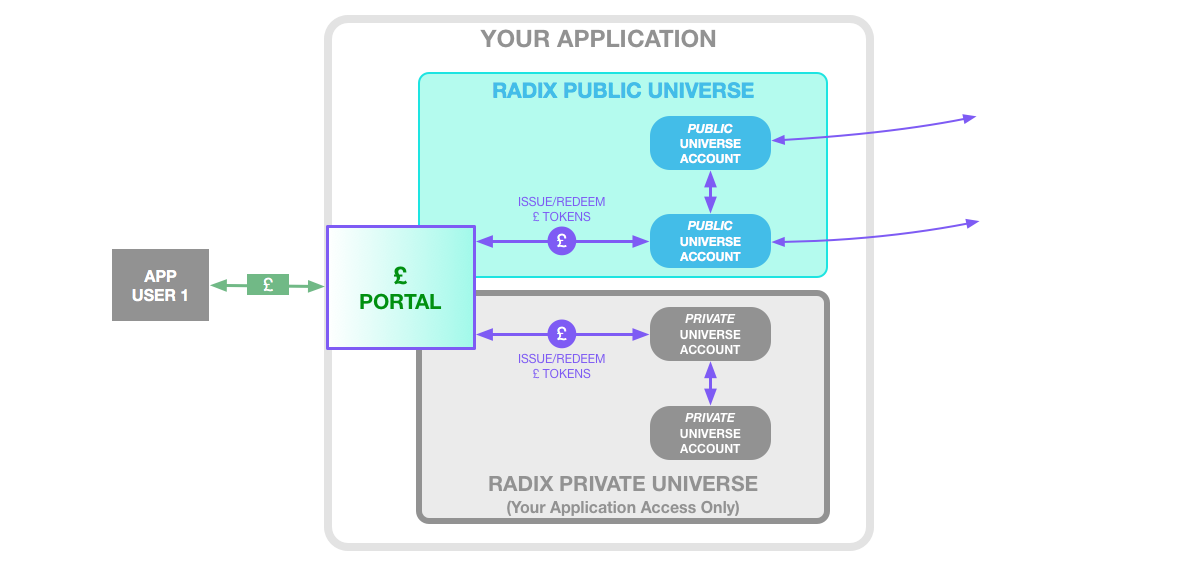 YOUR APPLICATION
RADIX PUBLIC UNIVERSE
PUBLIC
UNIVERSE
ACCOUNT
ISSUE/REDEEM
£ TOKENS
£
PUBLIC
UNIVERSE
ACCOUNT
APP
USER 1
£
£
PORTAL
£
ISSUE/REDEEM
£ TOKENS
PRIVATE
UNIVERSE
ACCOUNT
PRIVATE
UNIVERSE
ACCOUNT
RADIX PRIVATE UNIVERSE
(Your Application Access Only)